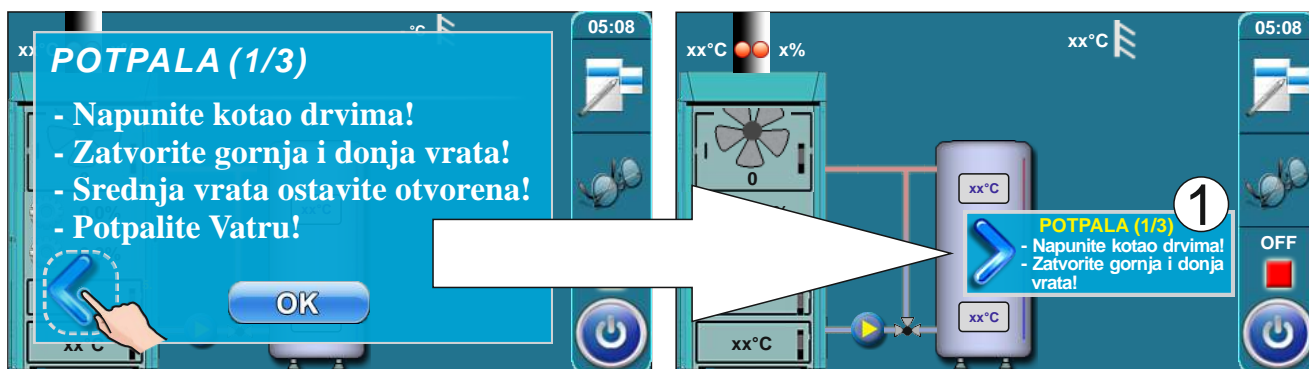 xx
°C
05:08
POTPALA (1/3)
- Napunite kotao drvima!
- Zatvorite gornja i donja vrata!
- Srednja vrata ostavite otvorena!
- Potpalite Vatru!
OK
xx°C
xx°C
x%
xx°C
05:08
0
xx°C
1
POTPALA (1/3)
- Napunite kotao drvima!
- Zatvorite gornja i donja
vrata!
OFF
xx°C
xx°C